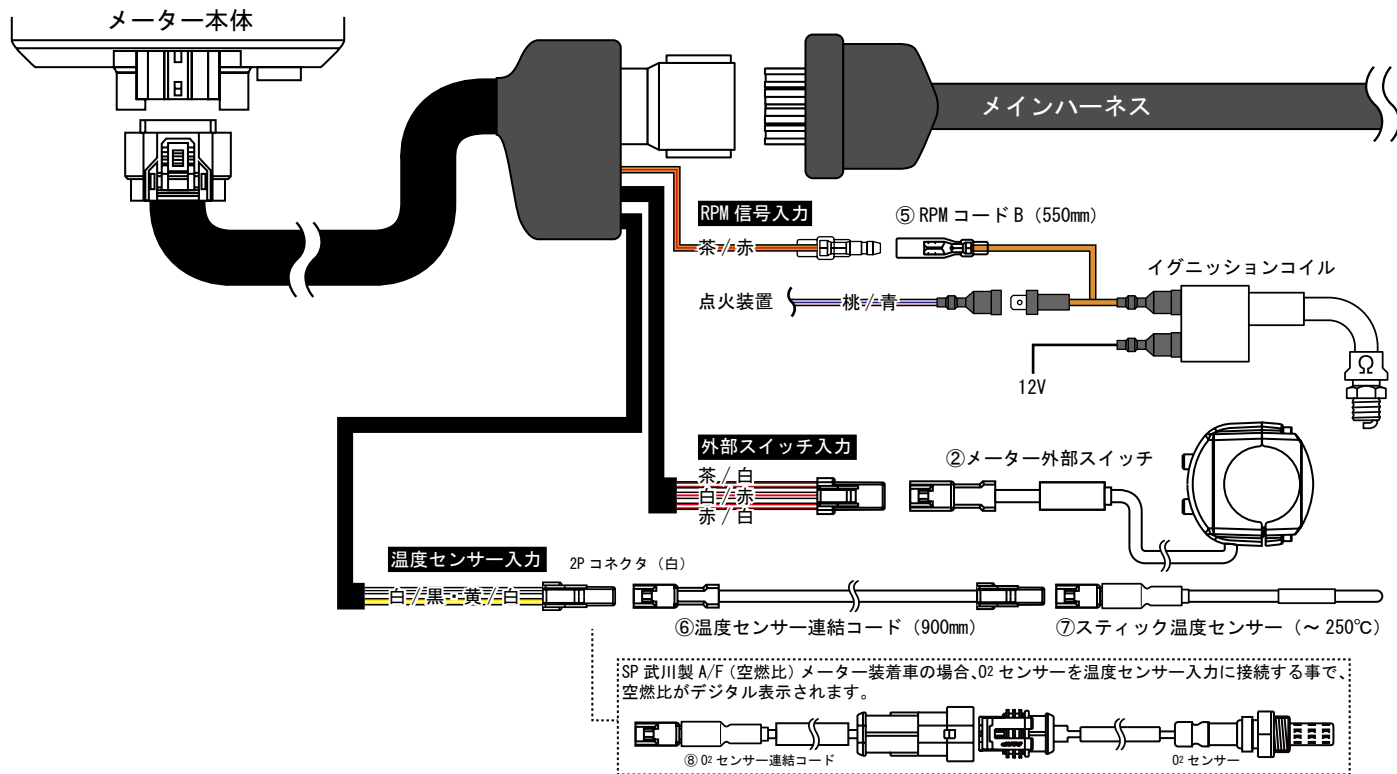 メーター本体
メインハーネス
RPM 信号入力
⑤ RPM コード B (550mm)
茶/赤
イグニッションコイル
点火装置
桃/青
12V
Ω
外部スイッチ入力
②メーター外部スイッチ
茶/白
白/赤
赤/白
温度センサー入力
2P コネクタ (白)
白/黒・黄/白
⑥温度センサー連結コード (900mm)
⑦スティック温度センサー (～ 250℃)
SP 武川製 A/F (空燃比) メーター装着車の場合、O² センサーを温度センサー入力に接続する事で、
空燃比がデジタル表示されます。
⑧ O² センサー連結コード
O² センサー